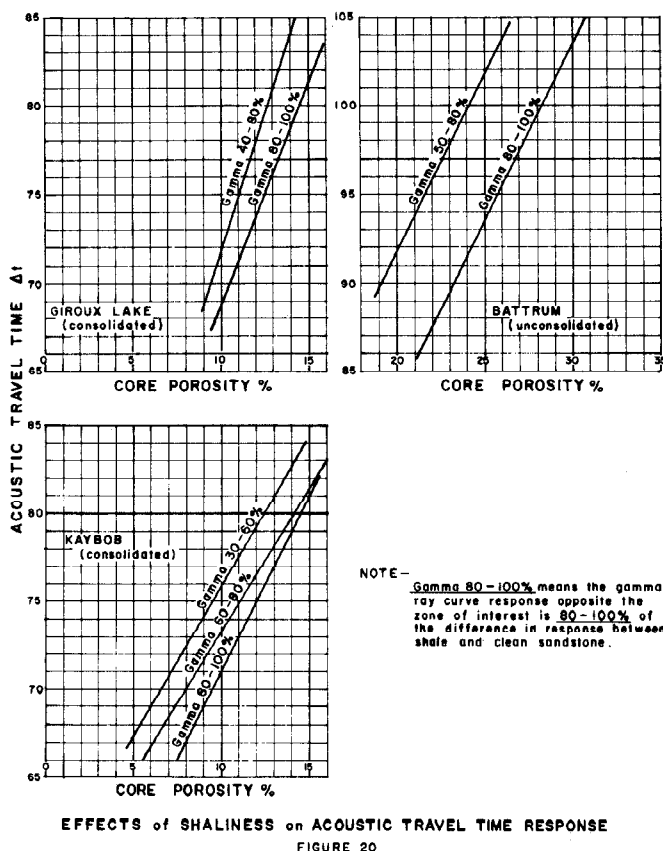 85
80
75
70
65
0
5
10
15
Gamma 40-80%
Gamma 80-100%
GIROUX LAKE
(consolidated)
CORE POROSITY %
105
100
95
90
85
20
25
30
35
Gamma 50-80%
Gamma 80-100%
BATTRUM
(unconsolidated)
CORE POROSITY %
ACOUSTIC TRAVEL TIME Δt
85
80
75
70
65
0
5
10
15
KAYBOB
(consolidated)
Gamma 30-60%
Gamma 60-80%
Gamma 80-100%
CORE POROSITY %
NOTE—
Gamma 80-100% means the gamma
ray curve response opposite the
zone of interest is 80-100% of
the difference in response between
shale and clean sandstone.
EFFECTS of SHALINESS on ACOUSTIC TRAVEL TIME RESPONSE
FIGURE 20